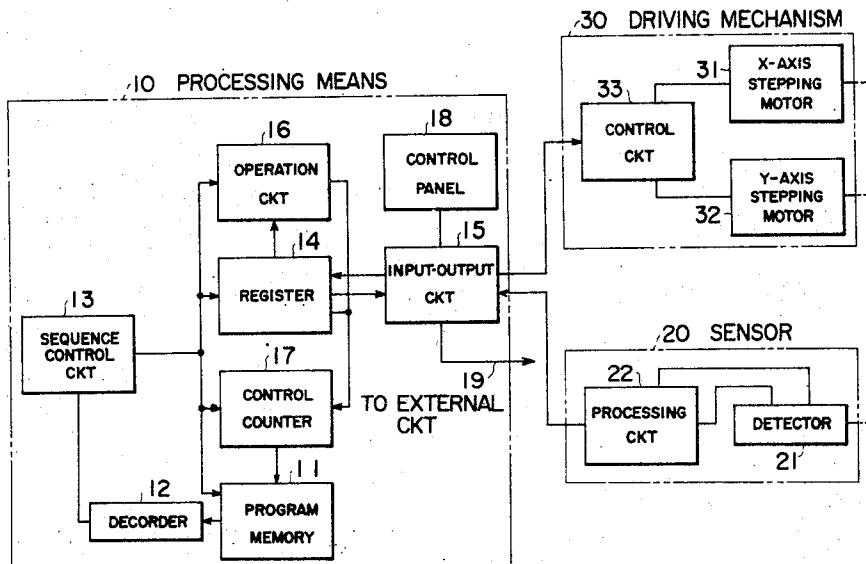 30 DRIVING MECHANISM
31
X-AXIS
STEPPING
MOTOR
33
CONTROL
CKT
Y-AXIS
STEPPING
MOTOR
32
10 PROCESSING MEANS
16
OPERATION
CKT
18
CONTROL
PANEL
14
REGISTER
15
INPUT-OUTPUT
CKT
13
SEQUENCE
CONTROL
CKT
17
CONTROL
COUNTER
19
TO EXTERNAL
CKT
12
DECORDER
11
PROGRAM
MEMORY
20 SENSOR
22
PROCESSING
CKT
DETECTOR
21